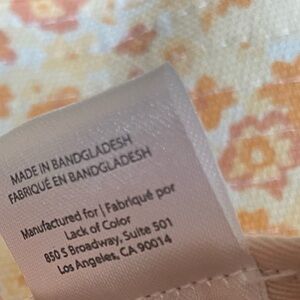 MADE IN BANDGLADESH
FABRIQUÉ EN BANDGLADESH
Manufactured for | Fabriqué por
Lack of Color
850 S Broadway, Suite 501
Los Angeles, CA 90014